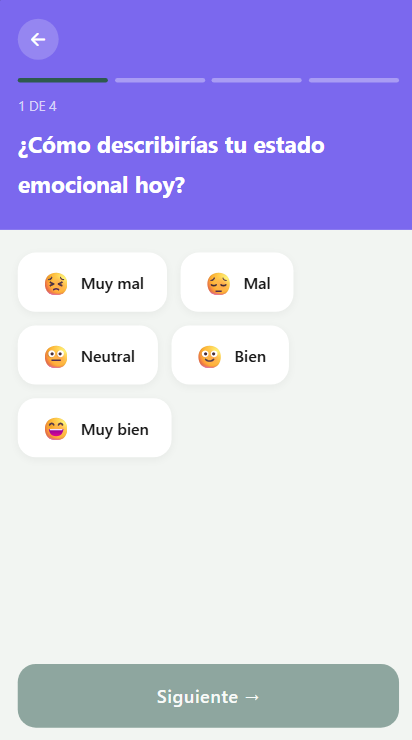 1 DE 4
¿Cómo describirías tu estado
emocional hoy?
Muy mal
Mal
Neutral
Bien
Muy bien
Siguiente →